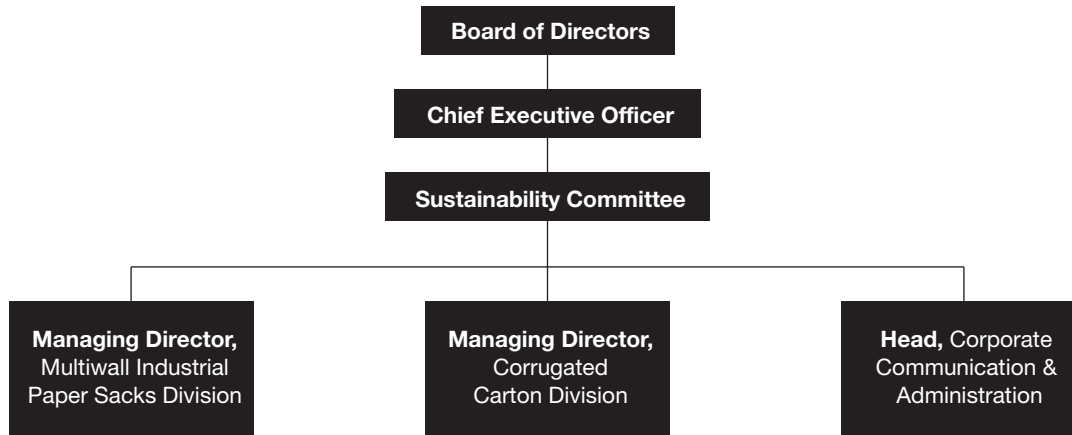 Board of Directors
Chief Executive Officer
Sustainability Committee
Managing Director,
Multiwall Industrial
Paper Sacks Division
Managing Director,
Corrugated
Carton Division
Head, Corporate
Communication &
Administration